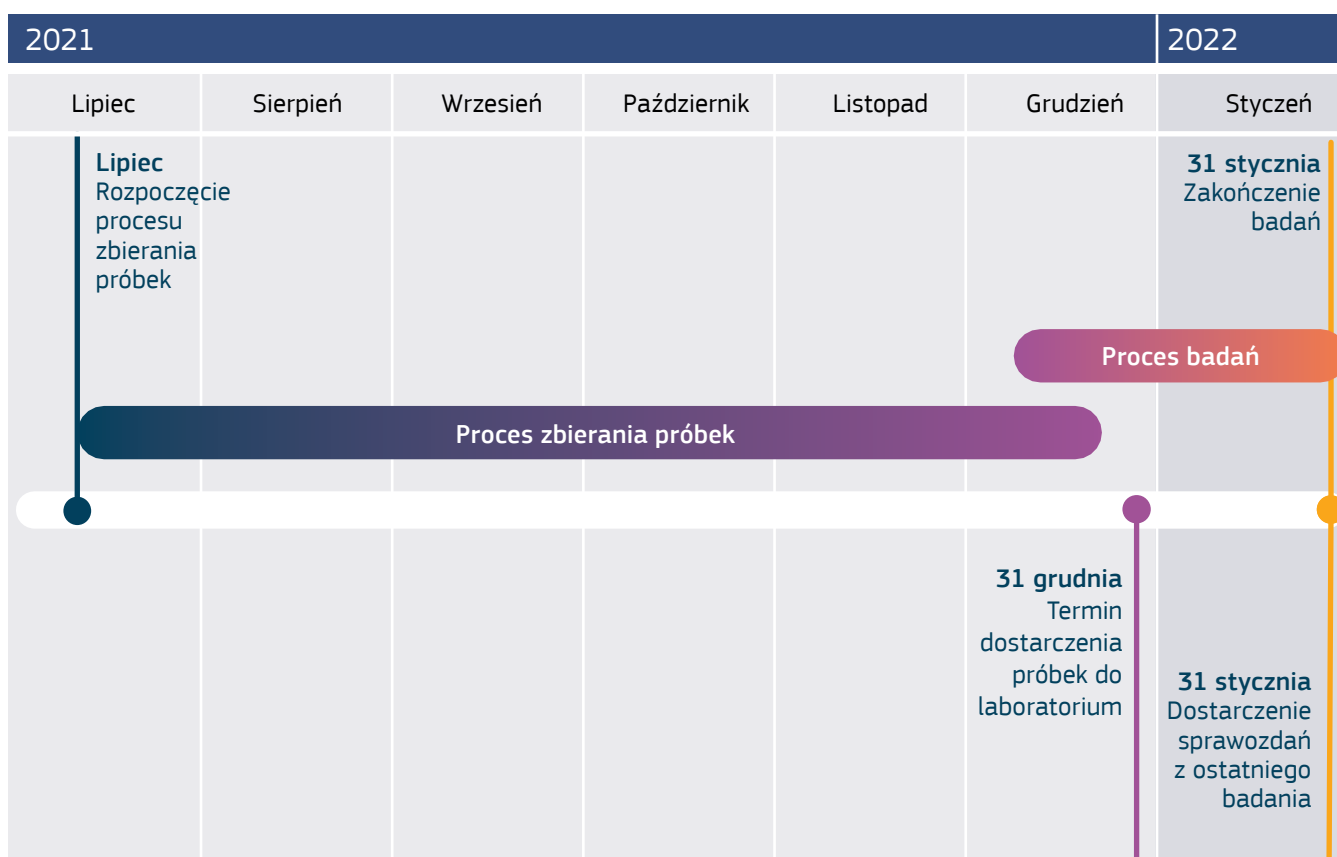 2021
2022
Lipiec
Sierpień
Wrzesień
Październik
Listopad
Grudzień
Styczeń
Lipiec
Rozpoczęcie
procesu
zbierania
próbek
31 stycznia
Zakończenie
badań
Proces badań
Proces zbierania próbek
31 grudnia
Termin
dostarczenia
próbek do
laboratorium
31 stycznia
Dostarczenie
sprawozdań
z ostatniego
badania